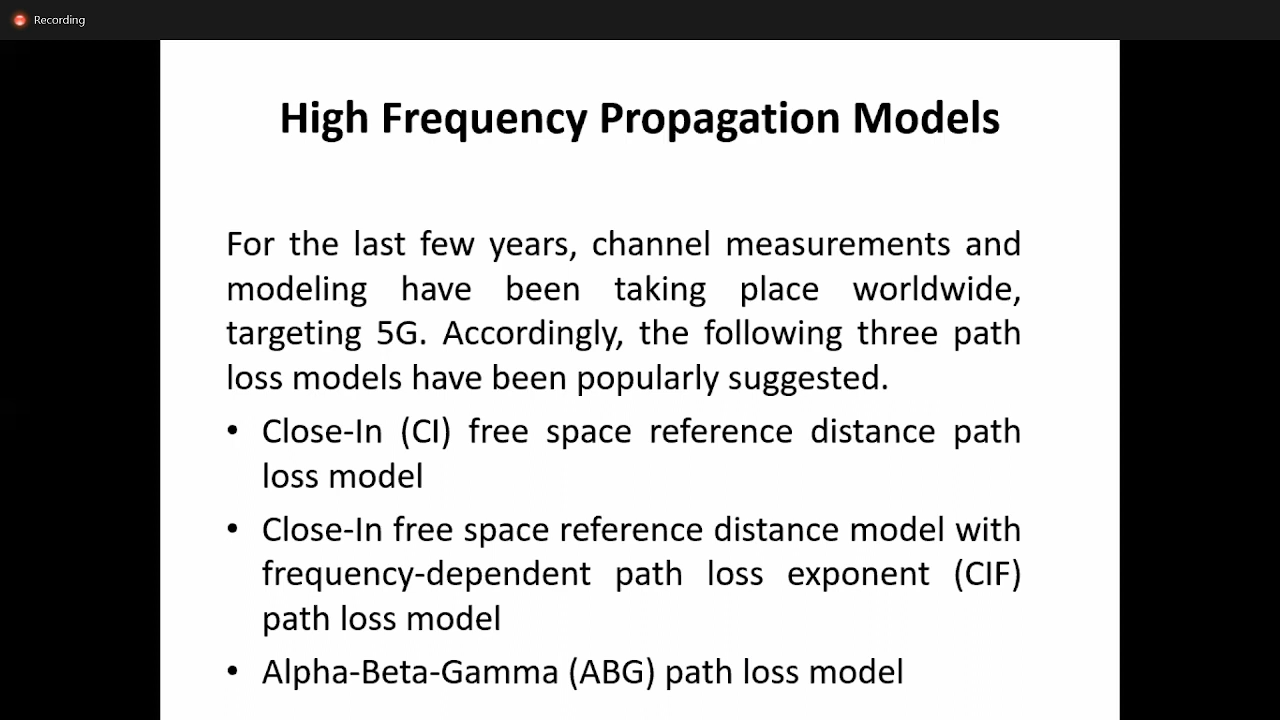 Recording
High Frequency Propagation Models
For the last few years, channel measurements and
modeling have been taking place worldwide,
targeting 5G. Accordingly, the following three path
loss models have been popularly suggested.
• Close-In (CI) free space reference distance path
loss model
• Close-In free space reference distance model with
frequency-dependent path loss exponent (CIF)
path loss model
• Alpha-Beta-Gamma (ABG) path loss model